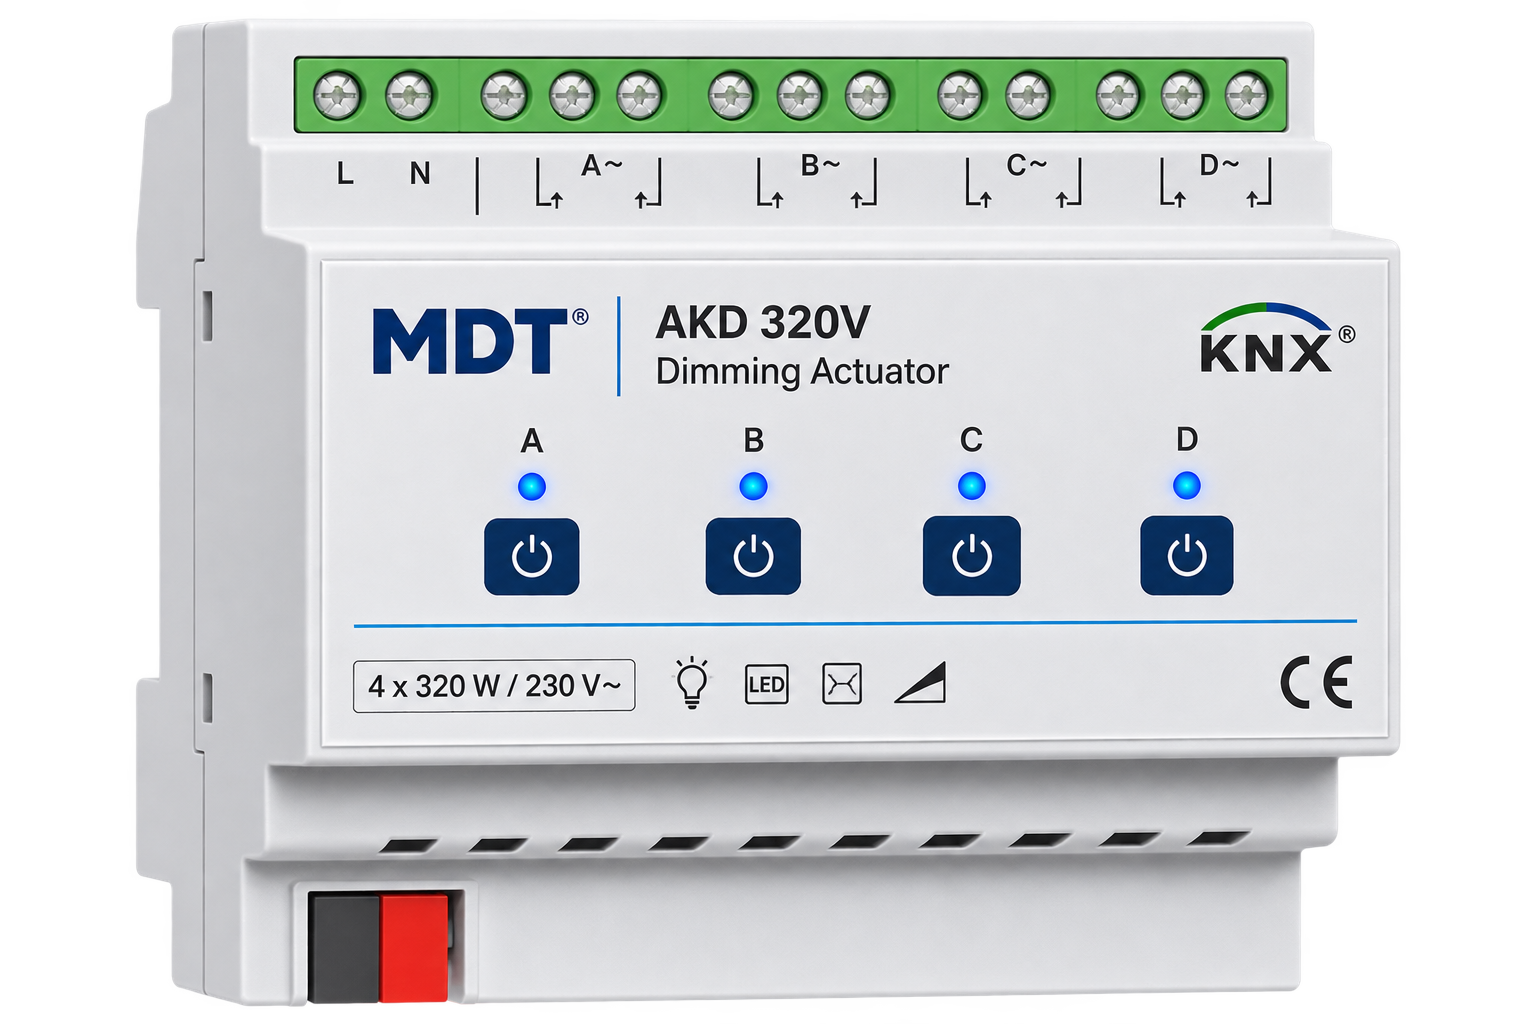 L N A~ B~ C~ D~
MDT®
AKD 320V
Dimming Actuator
KNX®
A B C D
4 x 320 W / 230 V~
LED
CE